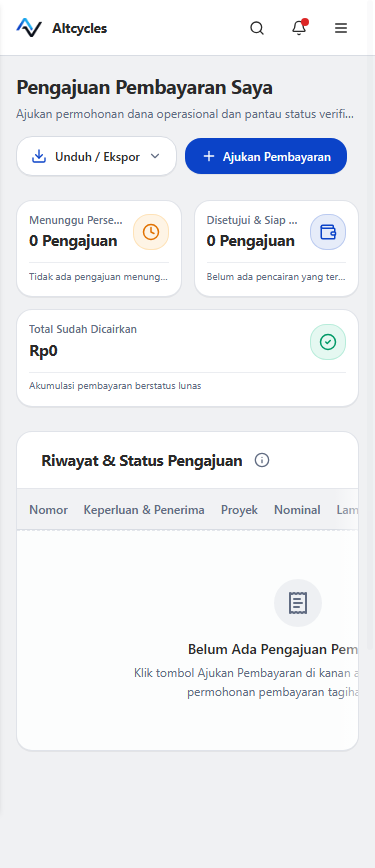 Altcycles
Pengajuan Pembayaran Saya
Ajukan permohonan dana operasional dan pantau status verifi...
Unduh / Ekspor
Ajukan Pembayaran
Menunggu Perse...
0 Pengajuan
Tidak ada pengajuan menung...
Disetujui & Siap ...
0 Pengajuan
Belum ada pencairan yang ter...
Total Sudah Dicairkan
Rp0
Akumulasi pembayaran berstatus lunas
Riwayat & Status Pengajuan
Nomor Keperluan & Penerima Proyek Nominal Lam
Belum Ada Pengajuan Pem
Klik tombol Ajukan Pembayaran di kanan a
permohonan pembayaran tagiha